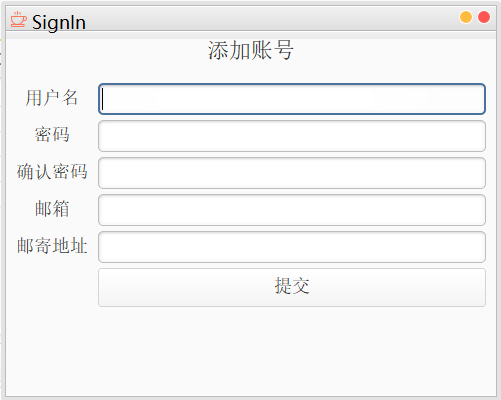 SignIn
添加账号
用户名
密码
确认密码
邮箱
邮寄地址
提交